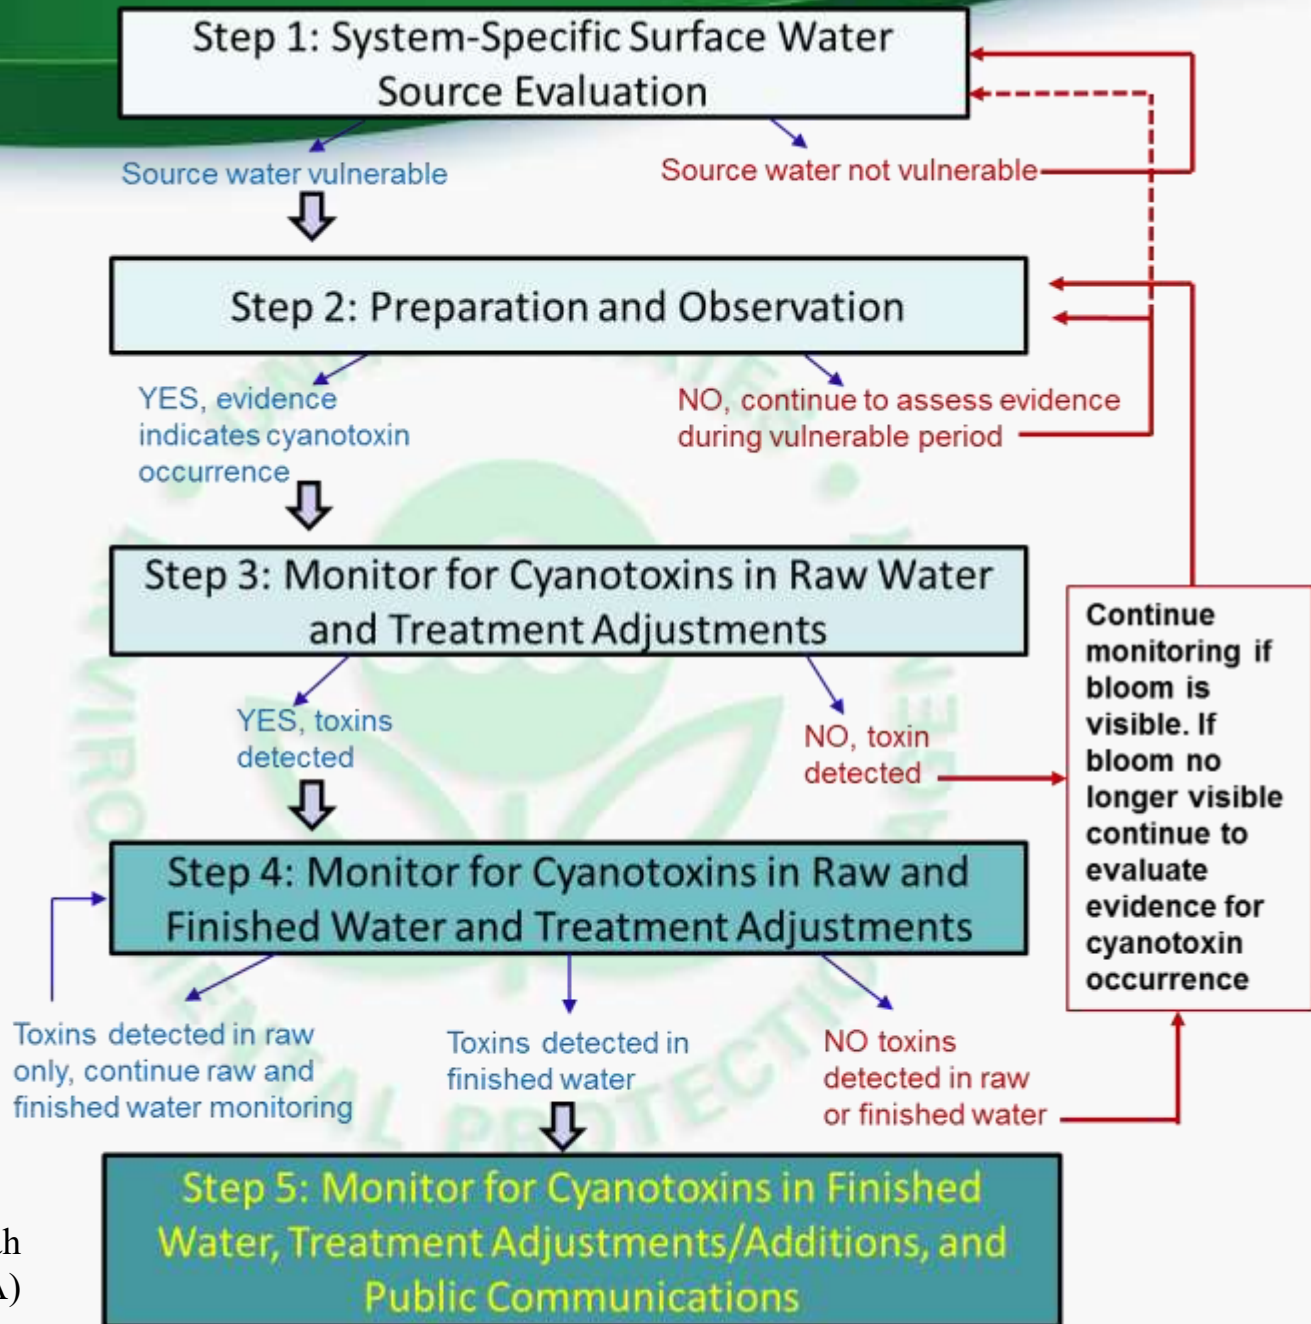 Step 1: System-Specific Surface Water
Source Evaluation
Source water vulnerable
Source water not vulnerable
Step 2: Preparation and Observation
YES, evidence
indicates cyanotoxin
occurrence
NO, continue to assess evidence
during vulnerable period
Step 3: Monitor for Cyanotoxins in Raw Water
and Treatment Adjustments
YES, toxins
detected
NO, toxin
detected
Continue
monitoring if
bloom is
visible. If
bloom no
longer visible
continue to
evaluate
evidence for
cyanotoxin
occurrence
Step 4: Monitor for Cyanotoxins in Raw and
Finished Water and Treatment Adjustments
Toxins detected in raw
only, continue raw and
finished water monitoring
Toxins detected in
finished water
NO toxins
detected in raw
or finished water
Step 5: Monitor for Cyanotoxins in Finished
Water, Treatment Adjustments/Additions, and
Public Communications